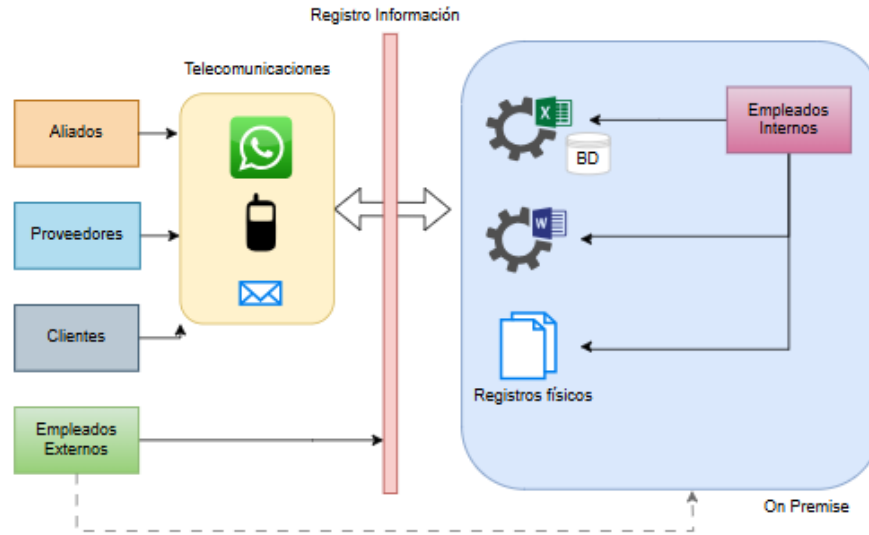 Registro Información
Telecomunicaciones
Aliados
Proveedores
Clientes
Empleados
Externos
X
BD
W
Registros físicos
Empleados
Internos
On Premise